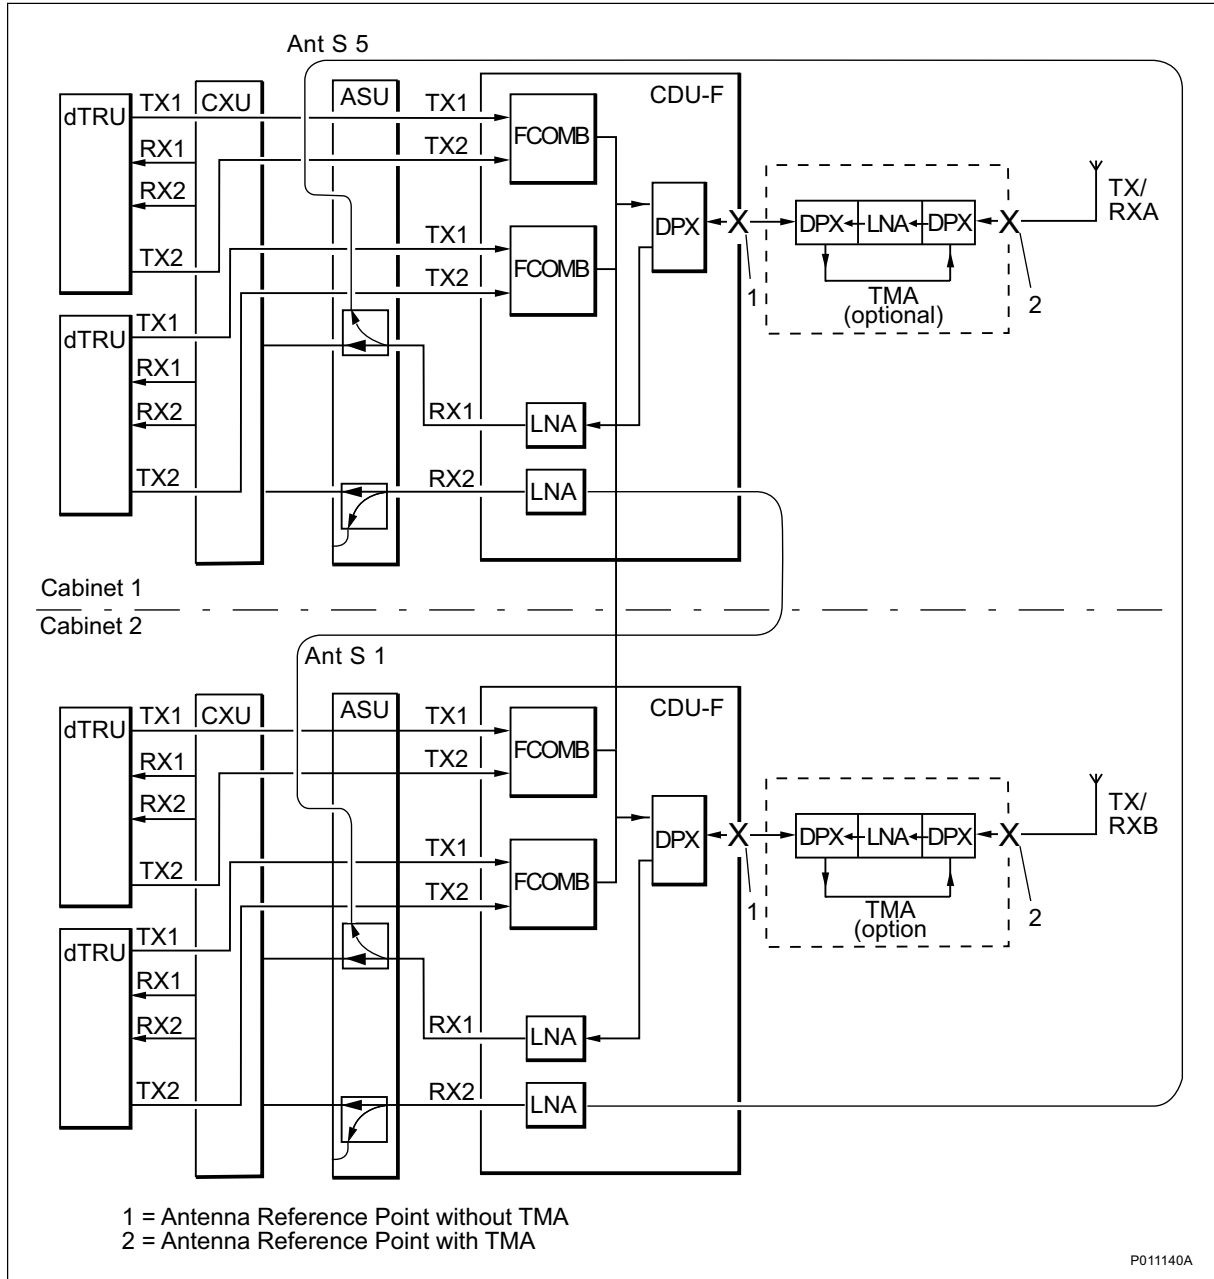 Ant S 5
dTRU
TX1
CXU
ASU
TX1
CDU-F
RX1
TX2
FCOMB
RX2
TX2
TX1
TX2
FCOMB
DPX
X
1
DPX
LNA
DPX
X
2
TX/
RXA
TMA
(optional)
dTRU
TX1
RX1
RX2
TX2
RX1
LNA
RX2
LNA
Cabinet 1
Cabinet 2
Ant S 1
dTRU
TX1
CXU
ASU
TX1
CDU-F
RX1
TX2
FCOMB
RX2
TX2
TX1
TX2
FCOMB
DPX
X
1
DPX
LNA
DPX
X
2
TX/
RXB
TMA
(option
dTRU
TX1
RX1
RX2
TX2
RX1
LNA
RX2
LNA
1 = Antenna Reference Point without TMA
2 = Antenna Reference Point with TMA
P011140A